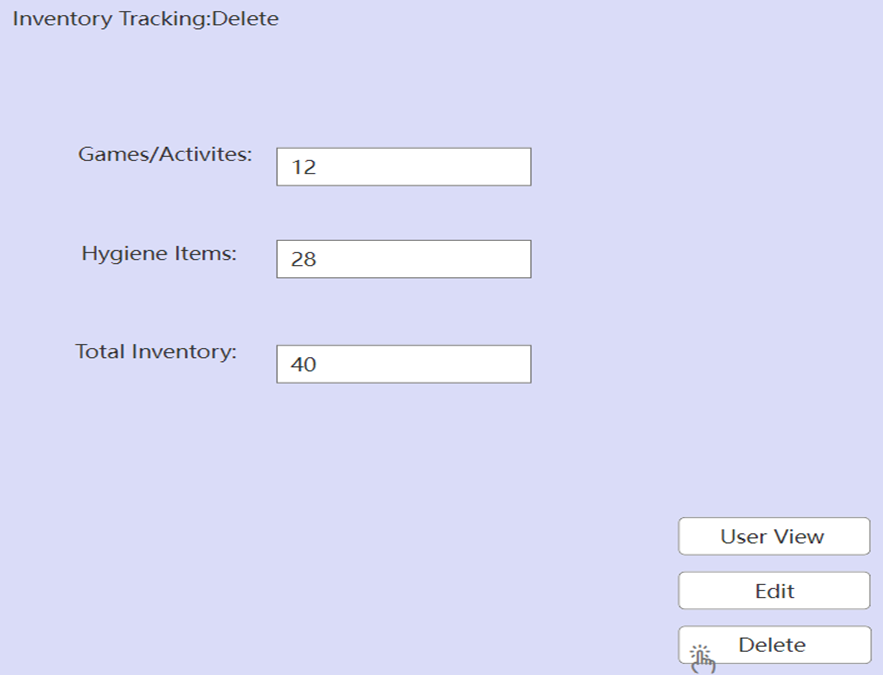 Inventory Tracking:Delete
Games/Activites: 12
Hygiene Items: 28
Total Inventory: 40
User View
Edit
Delete